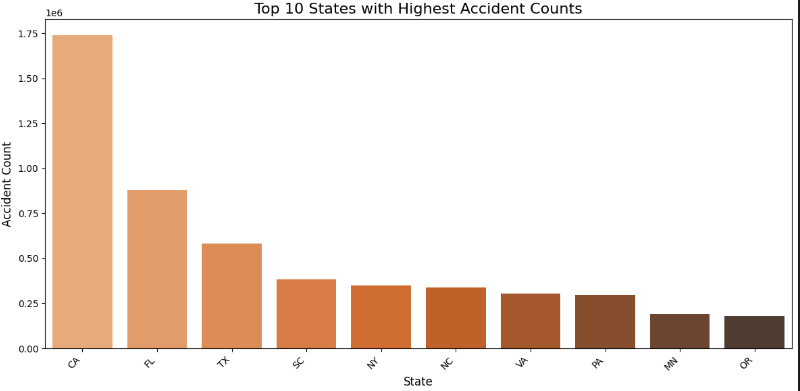 Top 10 States with Highest Accident Counts
1e6
1.75
1.50
1.25
1.00
0.75
0.50
0.25
0.00
Accident Count
CA FL TX SC NY NC VA PA MN OR
State